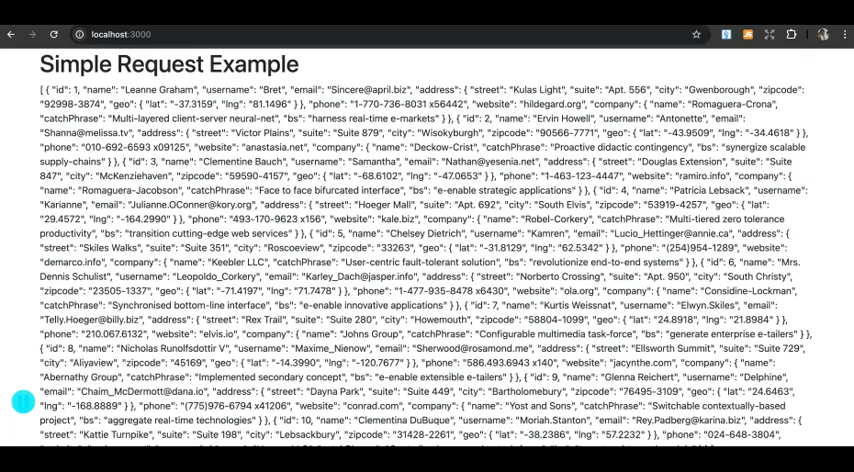 localhost:3000
Simple Request Example
[ { "id": 1, "name": "Leanne Graham", "username": "Bret", "email": "Sincere@april.biz", "address": { "street": "Kulas Light", "suite": "Apt. 556", "city": "Gwenborough", "zipcode":
"92998-3874", "geo": { "lat": "-37.3159", "lng": "81.1496" } }, "phone": "1-770-736-8031 x56442", "website": "hildegard.org", "company": { "name": "Romaguera-Crona",
"catchPhrase": "Multi-layered client-server neural-net", "bs": "harness real-time e-markets" } }, { "id": 2, "name": "Ervin Howell", "username": "Antonette", "email":
"Shanna@melissa.tv", "address": { "street": "Victor Plains", "suite": "Suite 879", "city": "Wisokyburgh", "zipcode": "90566-7771", "geo": { "lat": "-43.9509", "lng": "-34.4618" } },
"phone": "010-692-6593 x09125", "website": "anastasia.net", "company": { "name": "Deckow-Crist", "catchPhrase": "Proactive didactic contingency", "bs": "synergize scalable
supply-chains" } }, { "id": 3, "name": "Clementine Bauch", "username": "Samantha", "email": "Nathan@yesenia.net", "address": { "street": "Douglas Extension", "suite": "Suite
847", "city": "McKenziehaven", "zipcode": "59590-4157", "geo": { "lat": "-68.6102", "lng": "-47.0653" } }, "phone": "1-463-123-4447", "website": "ramiro.info", "company": {
"name": "Romaguera-Jacobson", "catchPhrase": "Face to face bifurcated interface", "bs": "e-enable strategic applications" } }, { "id": 4, "name": "Patricia Lebsack", "username":
"Karianne", "email": "Julianne.OConner@kory.org", "address": { "street": "Hoeger Mall", "suite": "Apt. 692", "city": "South Elvis", "zipcode": "53919-4257", "geo": { "lat":
"29.4572", "lng": "-164.2990" } }, "phone": "493-170-9623 x156", "website": "kale.biz", "company": { "name": "Robel-Corkery", "catchPhrase": "Multi-tiered zero tolerance
productivity", "bs": "transition cutting-edge web services" } }, { "id": 5, "name": "Chelsey Dietrich", "username": "Kamren", "email": "Lucio_Hettinger@annie.ca", "address": {
"street": "Skiles Walks", "suite": "Suite 351", "city": "Roscoeview", "zipcode": "33263", "geo": { "lat": "-31.8129", "lng": "62.5342" } }, "phone": "(254)954-1289", "website":
"demarco.info", "company": { "name": "Keebler LLC", "catchPhrase": "User-centric fault-tolerant solution", "bs": "revolutionize end-to-end systems" } }, { "id": 6, "name": "Mrs.
Dennis Schulist", "username": "Leopoldo_Corkery", "email": "Karley_Dach@jasper.info", "address": { "street": "Norberto Crossing", "suite": "Apt. 950", "city": "South Christy",
"zipcode": "23505-1337", "geo": { "lat": "-71.4197", "lng": "71.7478" } }, "phone": "1-477-935-8478 x6430", "website": "ola.org", "company": { "name": "Considine-Lockman",
"catchPhrase": "Synchronised bottom-line interface", "bs": "e-enable innovative applications" } }, { "id": 7, "name": "Kurtis Weissnat", "username": "Elwyn.Skiles", "email":
"Telly.Hoeger@billy.biz", "address": { "street": "Rex Trail", "suite": "Suite 280", "city": "Howemouth", "zipcode": "58804-1099", "geo": { "lat": "24.8918", "lng": "21.8984" } },
"phone": "210.067.6132", "website": "elvis.io", "company": { "name": "Johns Group", "catchPhrase": "Configurable multimedia task-force", "bs": "generate enterprise e-tailers" } },
{ "id": 8, "name": "Nicholas Runolfsdottir V", "username": "Maxime_Nienow", "email": "Sherwood@rosamond.me", "address": { "street": "Ellsworth Summit", "suite": "Suite 729",
"city": "Aliyaview", "zipcode": "45169", "geo": { "lat": "-14.3990", "lng": "-120.7677" } }, "phone": "586.493.6943 x140", "website": "jacynthe.com", "company": { "name":
"Abernathy Group", "catchPhrase": "Implemented secondary concept", "bs": "e-enable extensible e-tailers" } }, { "id": 9, "name": "Glenna Reichert", "username": "Delphine",
"email": "Chaim_McDermott@dana.io", "address": { "street": "Dayna Park", "suite": "Suite 449", "city": "Bartholomebury", "zipcode": "76495-3109", "geo": { "lat": "24.6463",
"lng": "-168.8889" } }, "phone": "(775)976-6794 x41206", "website": "conrad.com", "company": { "name": "Yost and Sons", "catchPhrase": "Switchable contextually-based
project", "bs": "aggregate real-time technologies" } }, { "id": 10, "name": "Clementina DuBuque", "username": "Moriah.Stanton", "email": "Rey.Padberg@karina.biz", "address": {
"street": "Kattie Turnpike", "suite": "Suite 198", "city": "Lebsackbury", "zipcode": "31428-2261", "geo": { "lat": "-38.2386", "lng": "57.2232" } }, "phone": "024-648-3804",